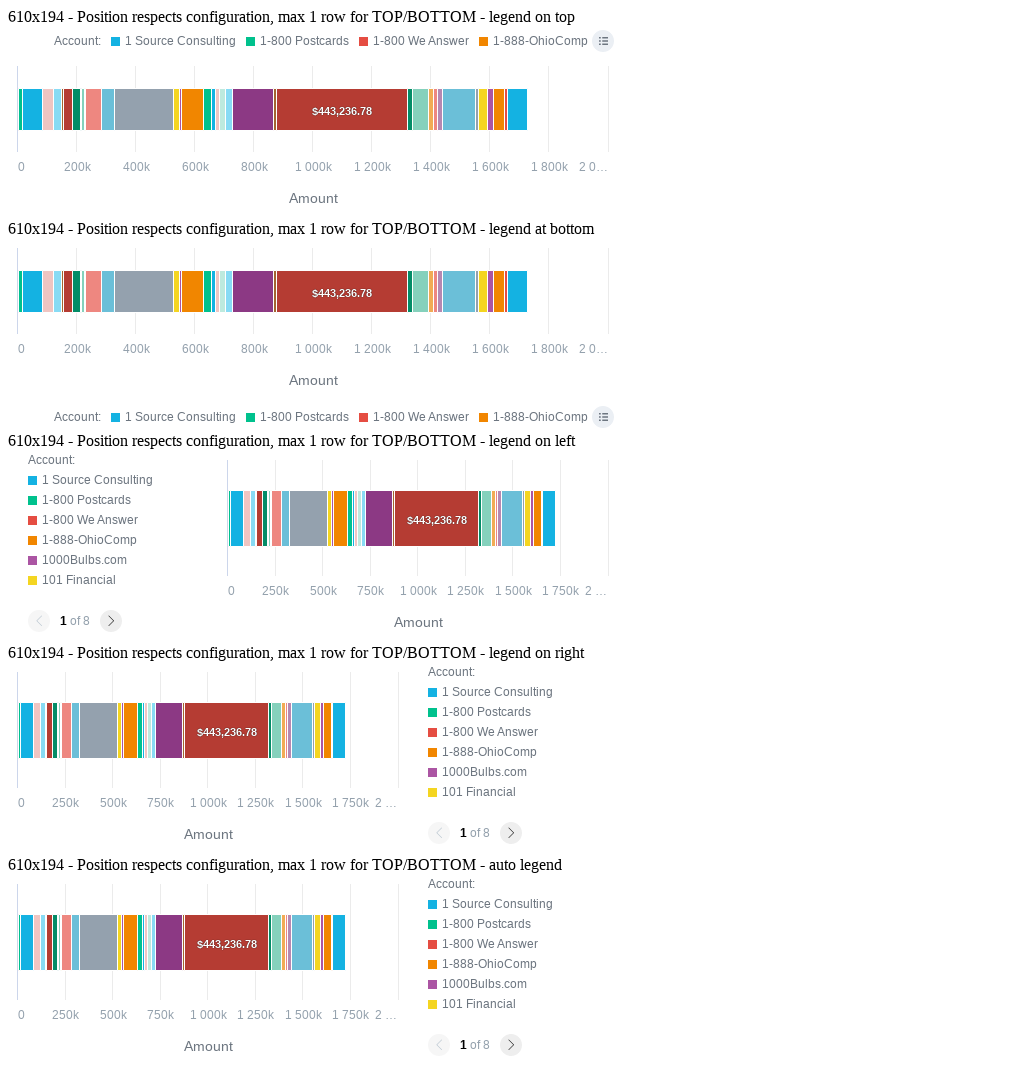 610x194 - Position respects configuration, max 1 row for TOP/BOTTOM - legend on top
Account: 1 Source Consulting 1-800 Postcards 1-800 We Answer 1-888-OhioComp
$443,236.78
0 200k 400k 600k 800k 1 000k 1 200k 1 400k 1 600k 1 800k 2 0…
Amount
610x194 - Position respects configuration, max 1 row for TOP/BOTTOM - legend at bottom
$443,236.78
0 200k 400k 600k 800k 1 000k 1 200k 1 400k 1 600k 1 800k 2 0…
Amount
Account: 1 Source Consulting 1-800 Postcards 1-800 We Answer 1-888-OhioComp
610x194 - Position respects configuration, max 1 row for TOP/BOTTOM - legend on left
Account:
1 Source Consulting
1-800 Postcards
1-800 We Answer
1-888-OhioComp
1000Bulbs.com
101 Financial
1 of 8
$443,236.78
0 250k 500k 750k 1 000k 1 250k 1 500k 1 750k 2 …
Amount
610x194 - Position respects configuration, max 1 row for TOP/BOTTOM - legend on right
$443,236.78
0 250k 500k 750k 1 000k 1 250k 1 500k 1 750k 2 …
Amount
Account:
1 Source Consulting
1-800 Postcards
1-800 We Answer
1-888-OhioComp
1000Bulbs.com
101 Financial
1 of 8
610x194 - Position respects configuration, max 1 row for TOP/BOTTOM - auto legend
$443,236.78
0 250k 500k 750k 1 000k 1 250k 1 500k 1 750k 2 …
Amount
Account:
1 Source Consulting
1-800 Postcards
1-800 We Answer
1-888-OhioComp
1000Bulbs.com
101 Financial
1 of 8